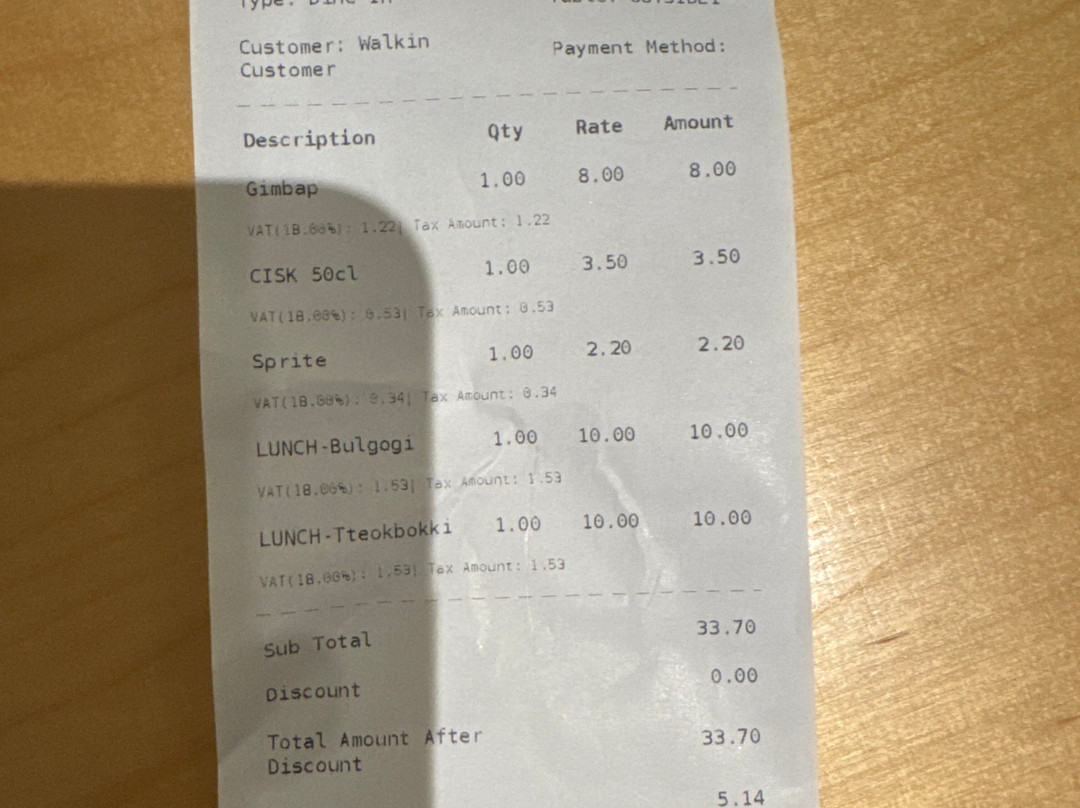 Type: Dine In
Customer: Walkin Customer
Payment Method:
Description Qty Rate Amount
Gimbap 1.00 8.00 8.00
VAT(18.00%): 1.22| Tax Amount: 1.22
CISK 50cl 1.00 3.50 3.50
VAT(18.00%): 0.53| Tax Amount: 0.53
Sprite 1.00 2.20 2.20
VAT(18.00%): 0.34| Tax Amount: 0.34
LUNCH-Bulgogi 1.00 10.00 10.00
VAT(18.00%): 1.53| Tax Amount: 1.53
LUNCH-Tteokbokki 1.00 10.00 10.00
VAT(18.00%): 1.53| Tax Amount: 1.53
Sub Total 33.70
Discount 0.00
Total Amount After Discount 33.70
5.14